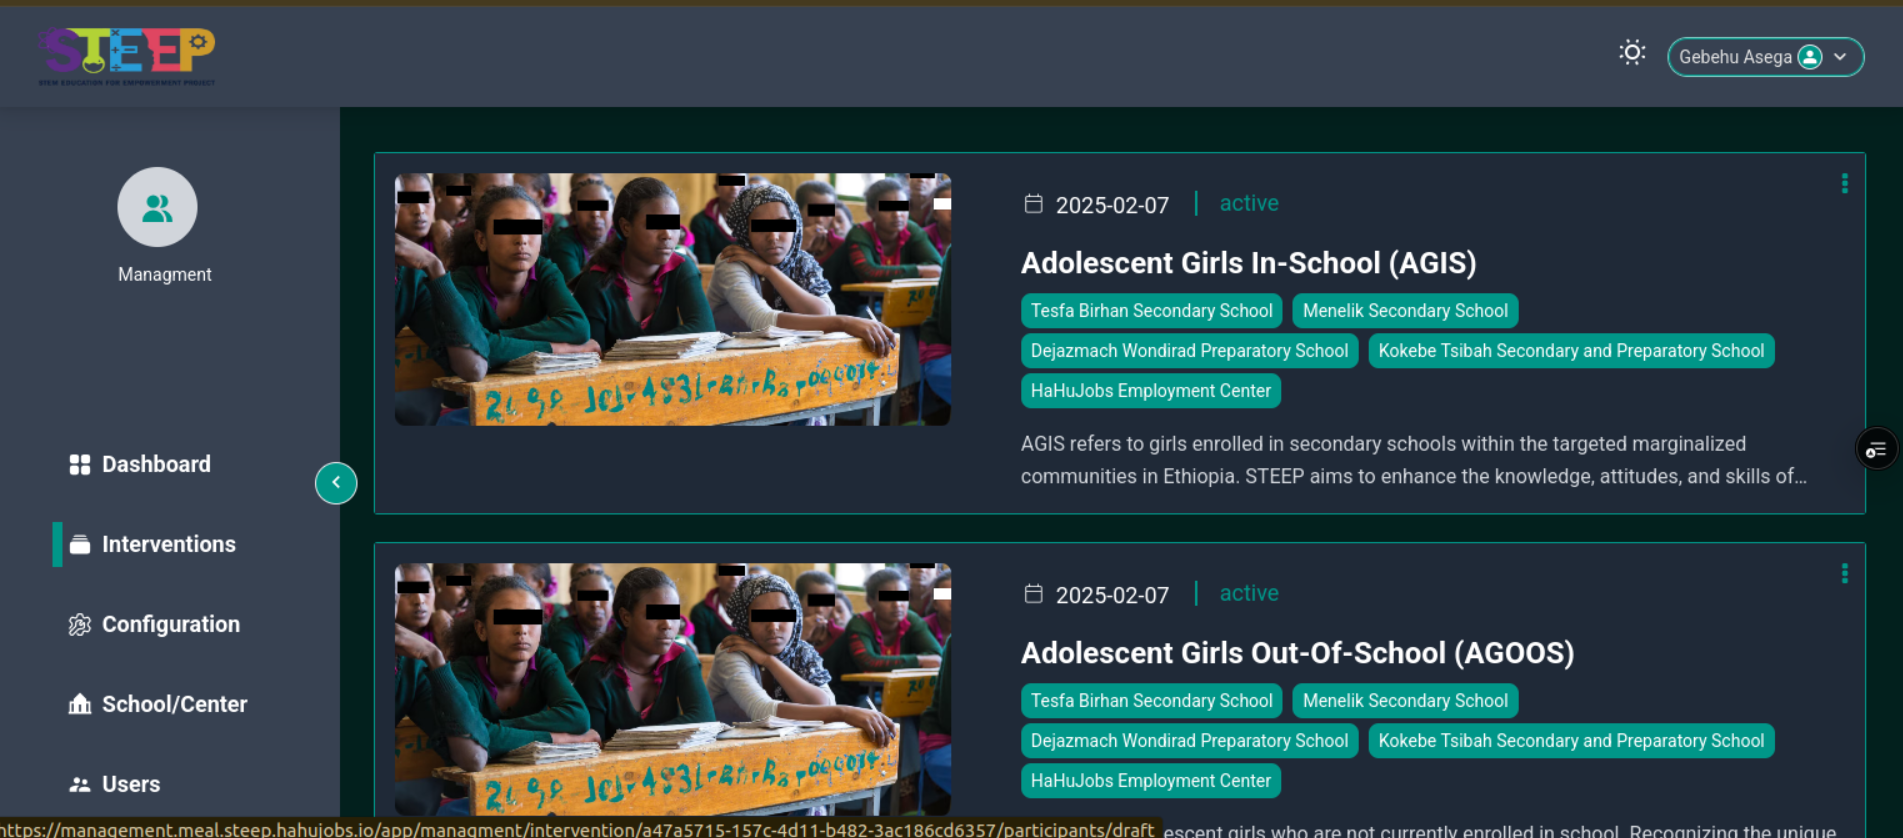 STEEP
STEM EDUCATION FOR EMPOWERMENT PROJECT
Gebehu Asega
Managment
Dashboard
Interventions
Configuration
School/Center
Users
2025-02-07 | active
Adolescent Girls In-School (AGIS)
Tesfa Birhan Secondary School
Menelik Secondary School
Dejazmach Wondirad Preparatory School
Kokebe Tsibah Secondary and Preparatory School
HaHuJobs Employment Center
AGIS refers to girls enrolled in secondary schools within the targeted marginalized
communities in Ethiopia. STEEP aims to enhance the knowledge, attitudes, and skills of...
2025-02-07 | active
Adolescent Girls Out-Of-School (AGOOS)
Tesfa Birhan Secondary School
Menelik Secondary School
Dejazmach Wondirad Preparatory School
Kokebe Tsibah Secondary and Preparatory School
HaHuJobs Employment Center
escent girls who are not currently enrolled in school. Recognizing the unique
https://management.meal.steep.hahujobs.io/app/managment/intervention/a47a5715-157c-4d11-b482-3ac186cd6357/participants/draft